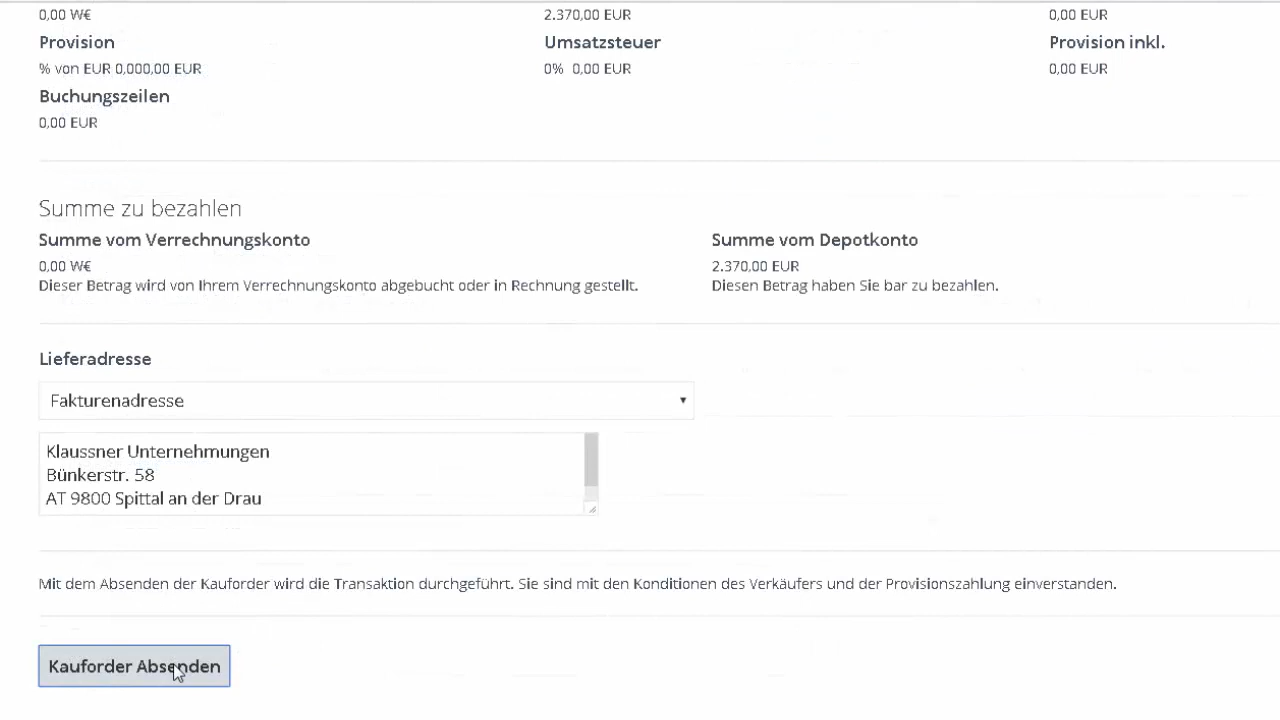 0,00 W€ 2.370,00 EUR 0,00 EUR
Provision Umsatzsteuer Provision inkl.
% von EUR 0,000,00 EUR 0% 0,00 EUR 0,00 EUR
Buchungszeilen
0,00 EUR
Summe zu bezahlen
Summe vom Verrechnungskonto Summe vom Depotkonto
0,00 W€ 2.370,00 EUR
Dieser Betrag wird von Ihrem Verrechnungskonto abgebucht oder in Rechnung gestellt. Diesen Betrag haben Sie bar zu bezahlen.
Lieferadresse
Fakturenadresse
Klaussner Unternehmungen
Bünkerstr. 58
AT 9800 Spittal an der Drau
Mit dem Absenden der Kauforder wird die Transaktion durchgeführt. Sie sind mit den Konditionen des Verkäufers und der Provisionszahlung einverstanden.
Kauforder Absenden